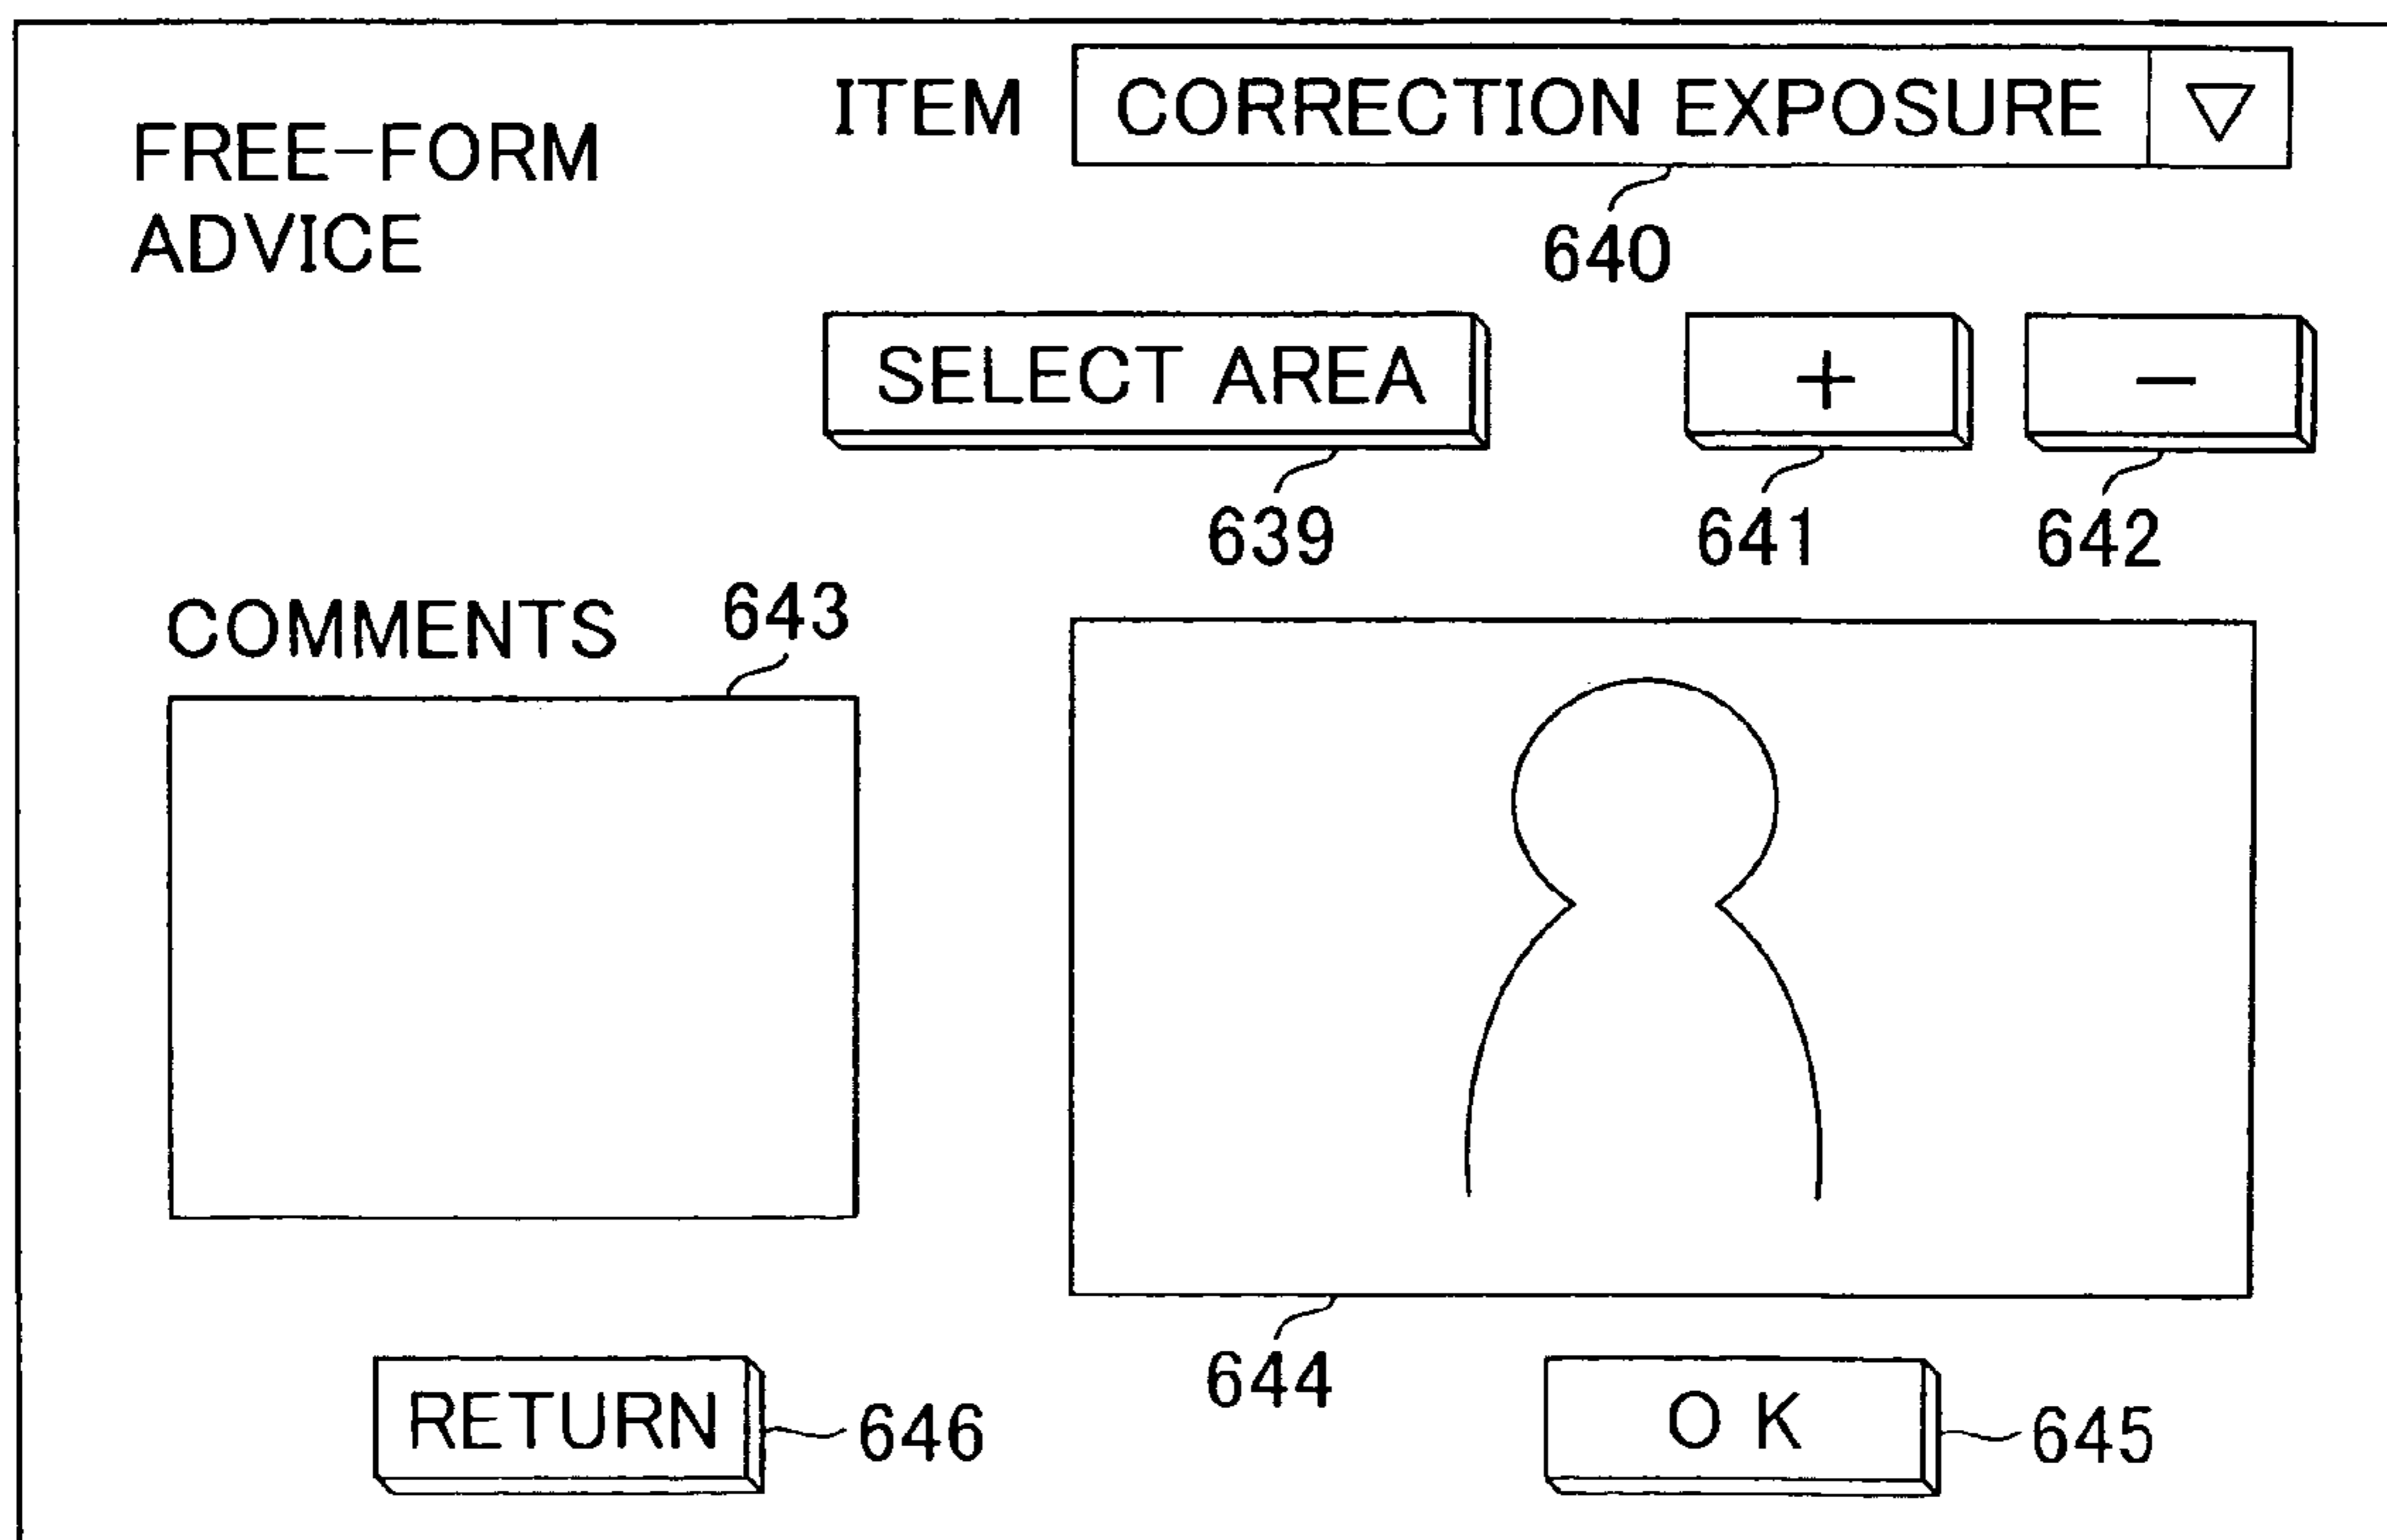 ITEM CORRECTION EXPOSURE ▽
FREE-FORM
ADVICE
640
SELECT AREA + −
639 641 642
COMMENTS 643
644
RETURN 646 O K 645